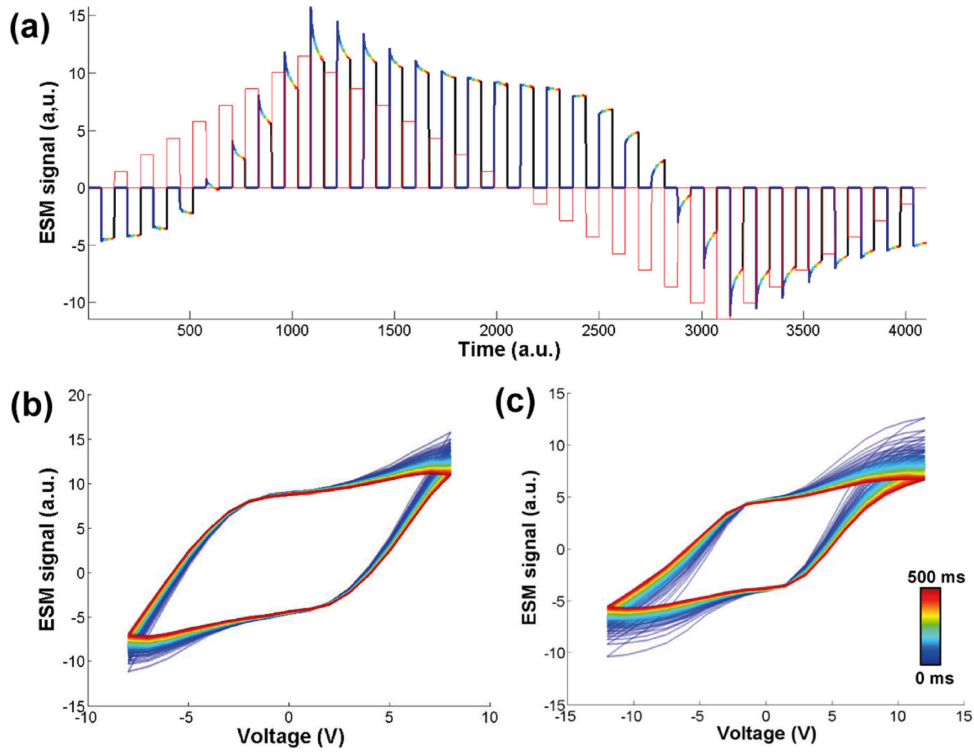 (a)
ESM signal (a,u.)
15
10
5
0
-5
-10
500 1000 1500 2000 2500 3000 3500 4000
Time (a.u.)
(b)
ESM signal (a.u.)
20
15
10
5
0
-5
-10
-15
-10 -5 0 5 10
Voltage (V)
(c)
ESM signal (a.u.)
15
10
5
0
-5
-10
-15
-15 -10 -5 0 5 10 15
Voltage (V)
500 ms
0 ms